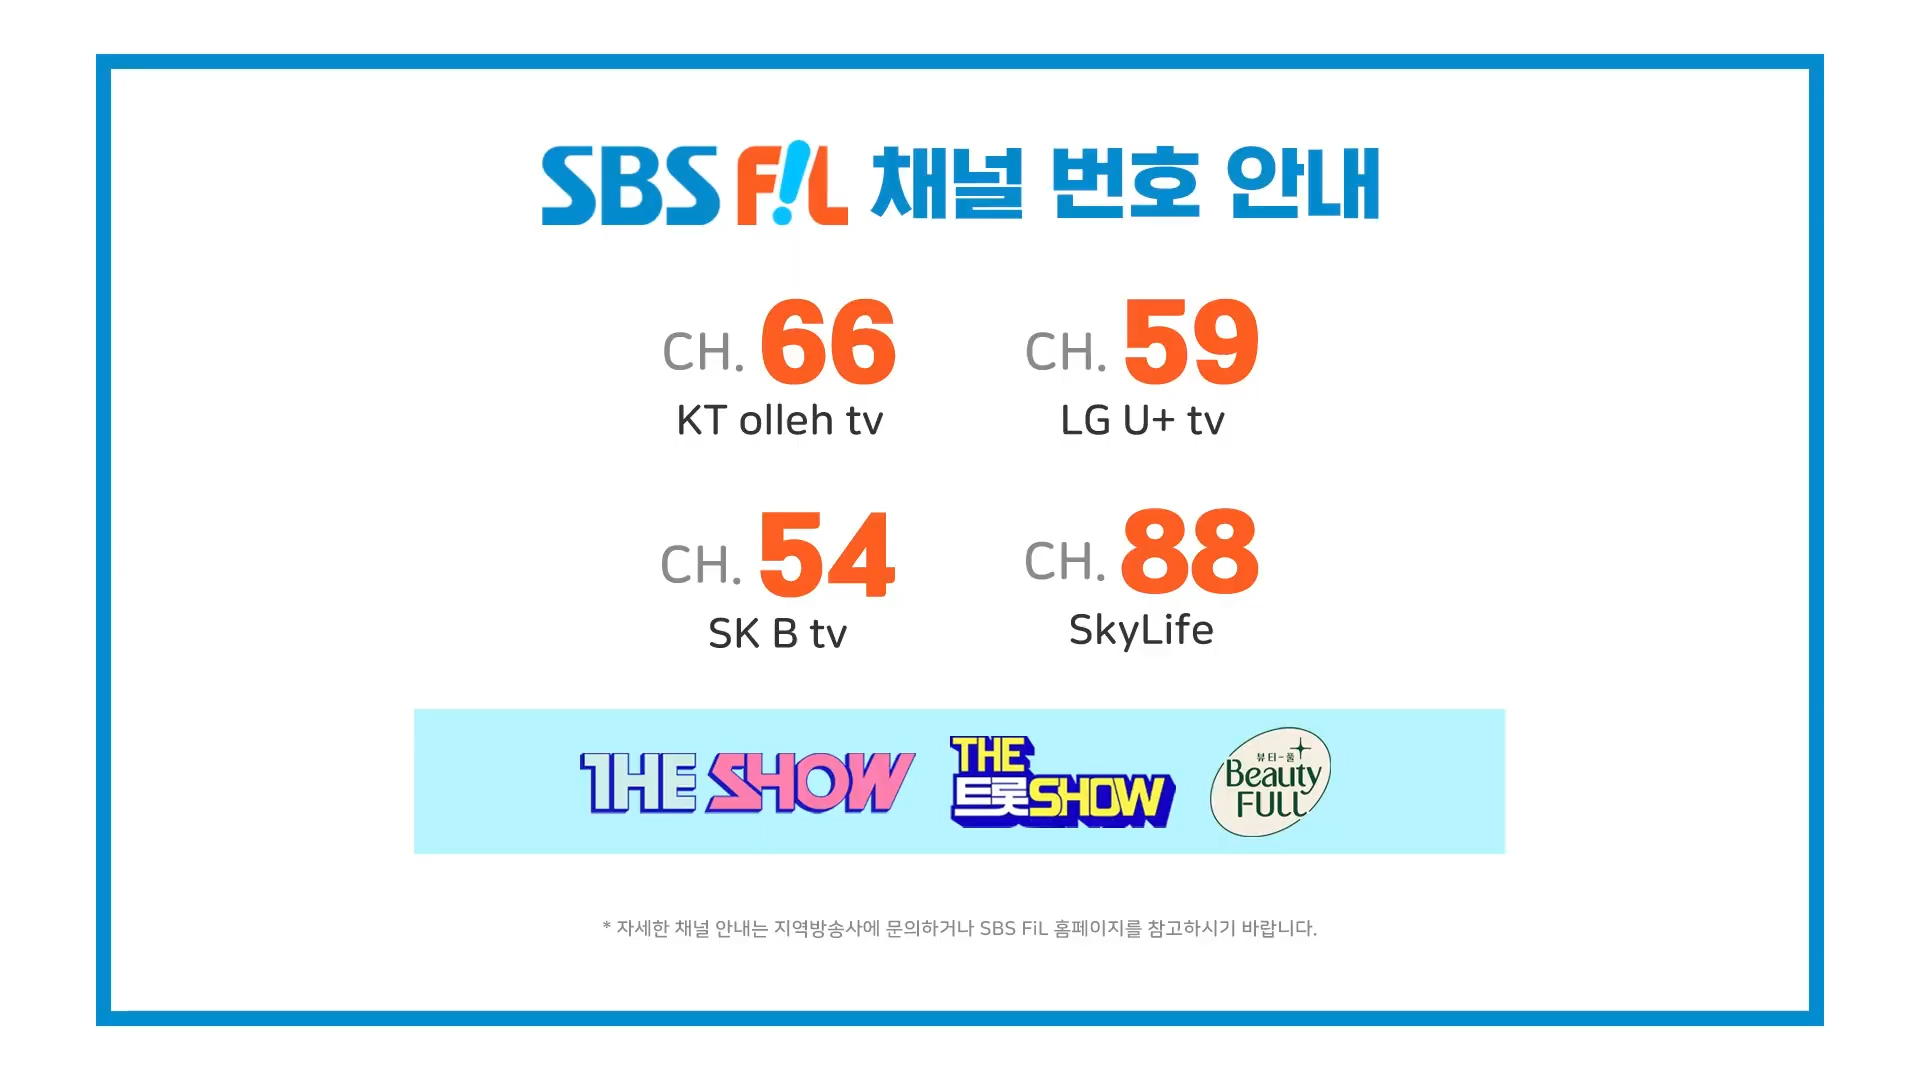 SBS F!L 채널 번호 안내
CH. 66
KT olleh tv
CH. 59
LG U+ tv
CH. 54
SK B tv
CH. 88
SkyLife
THE SHOW
THE
트롯SHOW
뷰티-풀
Beauty
FULL
* 자세한 채널 안내는 지역방송사에 문의하거나 SBS FiL 홈페이지를 참고하시기 바랍니다.